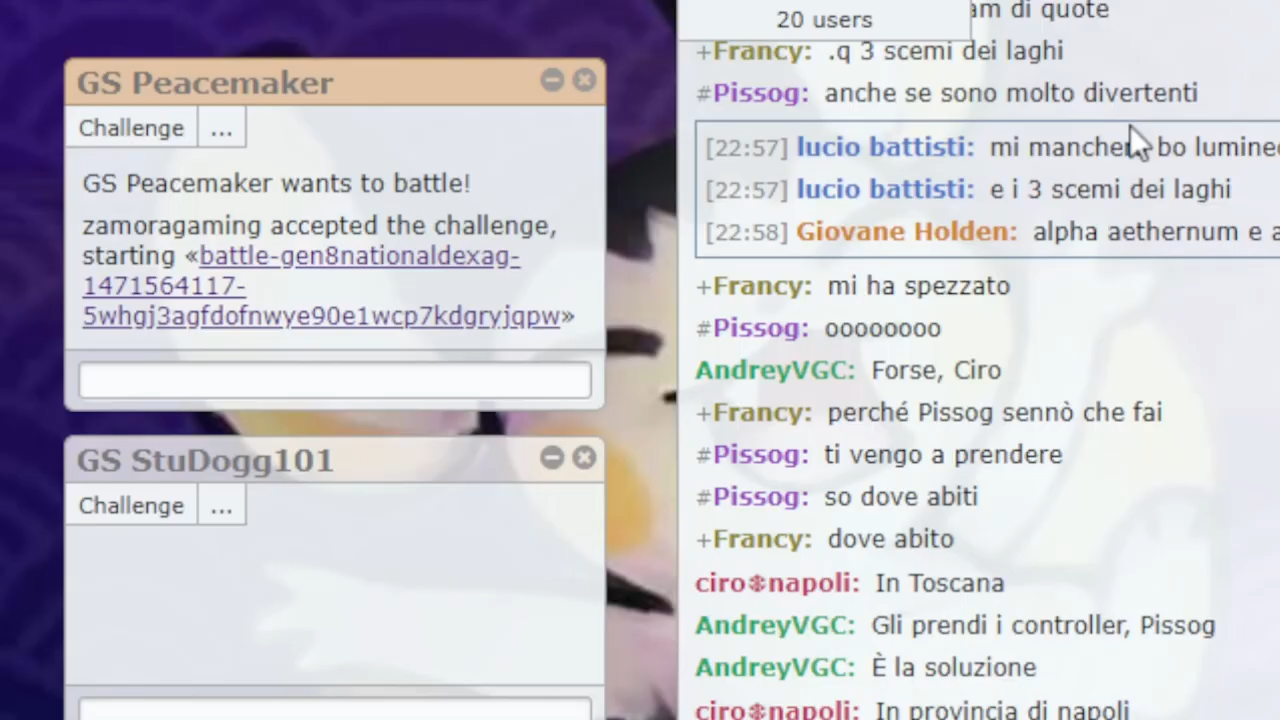 GS Peacemaker
Challenge
...
GS Peacemaker wants to battle!
zamoragaming accepted the challenge,
starting «battle-gen8nationaldexag-
1471564117-
5whgj3agfdofnwye90e1wcp7kdgryjqpw»
GS StuDogg101
Challenge
...
20 users
am di quote
+Francy: .q 3 scemi dei laghi
#Pissog: anche se sono molto divertenti
[22:57] lucio battisti: mi manchera bo lumine
[22:57] lucio battisti: e i 3 scemi dei laghi
[22:58] Giovane Holden: alpha aethernum e a
+Francy: mi ha spezzato
#Pissog: oooooooo
AndreyVGC: Forse, Ciro
+Francy: perché Pissog sennò che fai
#Pissog: ti vengo a prendere
#Pissog: so dove abiti
+Francy: dove abito
ciro❄napoli: In Toscana
AndreyVGC: Gli prendi i controller, Pissog
AndreyVGC: È la soluzione
ciro❄napoli: In provincia di napoli